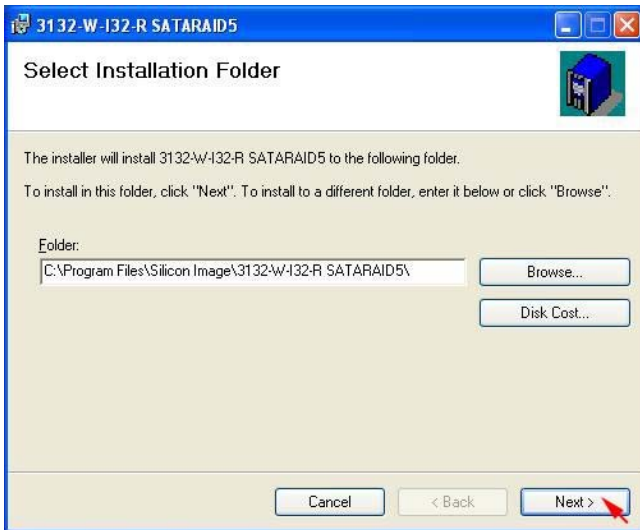 3132-W-I32-R SATARAID5
Select Installation Folder
The installer will install 3132-W-I32-R SATARAID5 to the following folder.
To install in this folder, click "Next". To install to a different folder, enter it below or click "Browse".
Folder:
C:\Program Files\Silicon Image\3132-W-I32-R SATARAID5\
Browse...
Disk Cost...
Cancel
< Back
Next >